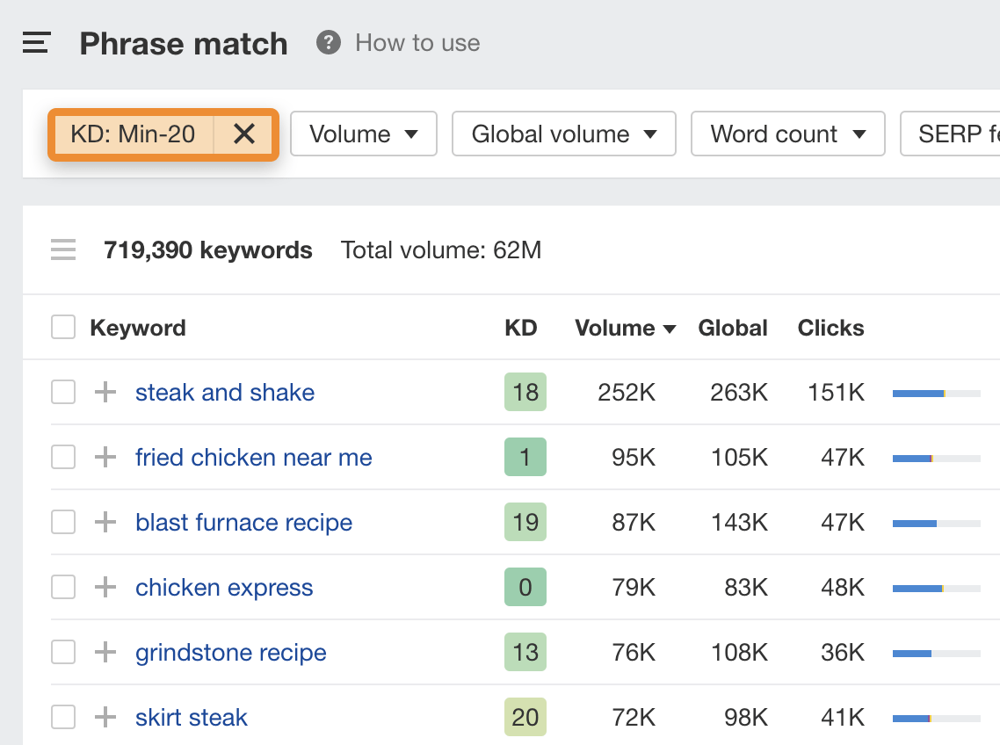 Phrase match ? How to use
KD: Min-20 Volume Global volume Word count SERP
719,390 keywords Total volume: 62M
Keyword KD Volume Global Clicks
steak and shake 18 252K 263K 151K
fried chicken near me 1 95K 105K 47K
blast furnace recipe 19 87K 143K 47K
chicken express 0 79K 83K 48K
grindstone recipe 13 76K 108K 36K
skirt steak 20 72K 98K 41K